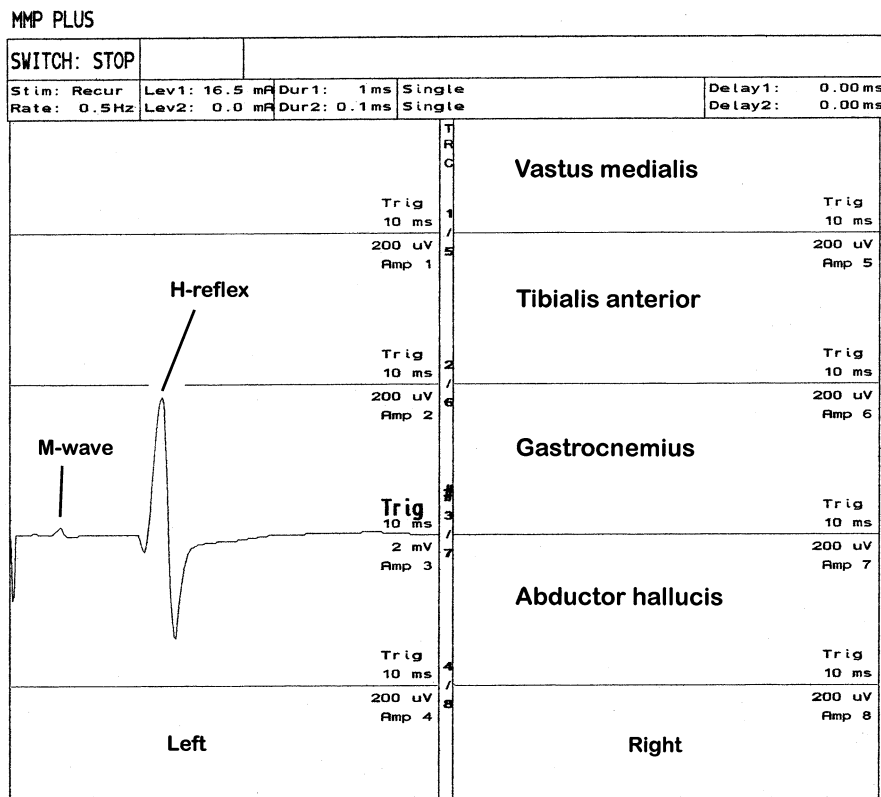 MMP PLUS
SWITCH: STOP
Stim: Recur Lev1: 16.5 mA Dur1: 1ms Single Delay1: 0.00ms
Rate: 0.5Hz Lev2: 0.0 mA Dur2: 0.1ms Single Delay2: 0.00ms
TRC 1/5
2/6
#3/7
4/8
Trig
10 ms
200 uV
Amp 1
H-reflex
Trig
10 ms
200 uV
Amp 2
M-wave
Trig
10 ms
2 mV
Amp 3
Trig
10 ms
200 uV
Amp 4
Left
Vastus medialis
Trig
10 ms
200 uV
Amp 5
Tibialis anterior
Trig
10 ms
200 uV
Amp 6
Gastrocnemius
Trig
10 ms
200 uV
Amp 7
Abductor hallucis
Trig
10 ms
200 uV
Amp 8
Right